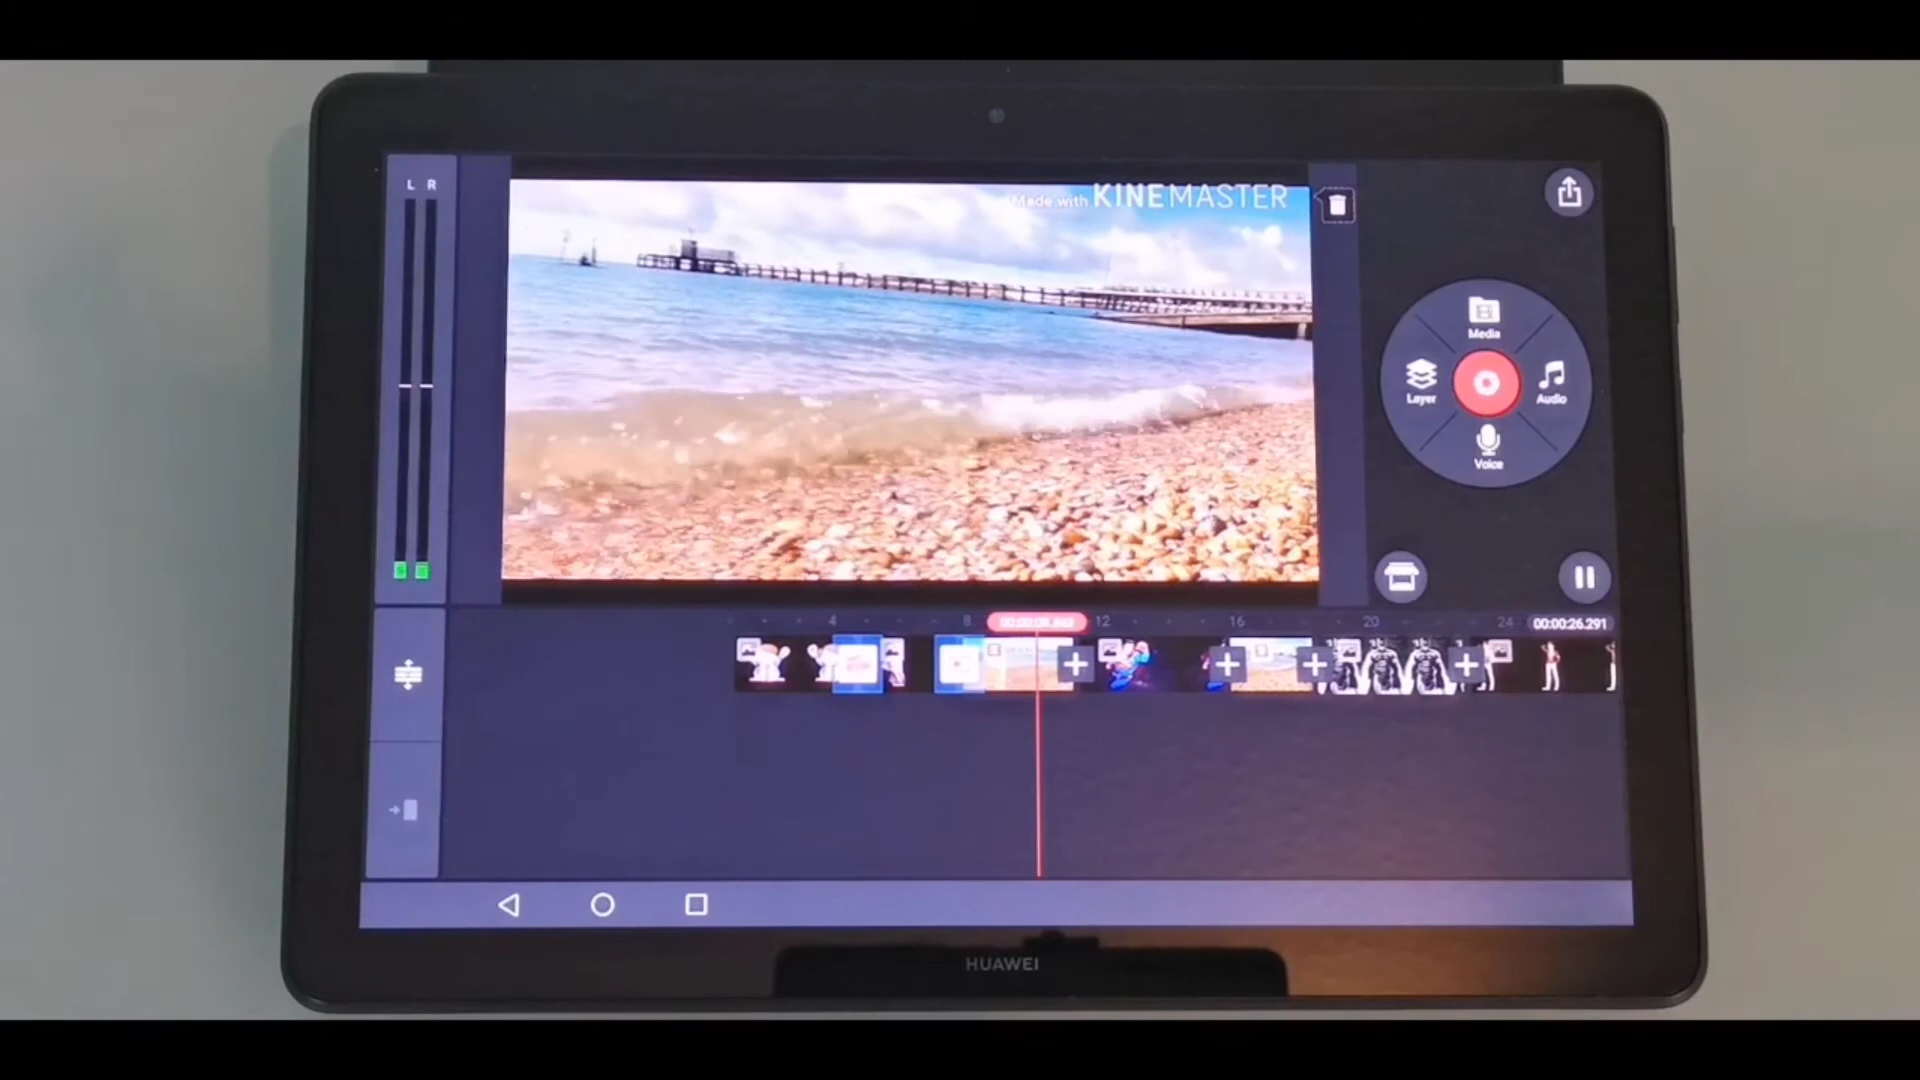 L R
Made with KINEMASTER
Media
Layer
Audio
Voice
4 8 12 16 20 24 00:00:26.291
HUAWEI